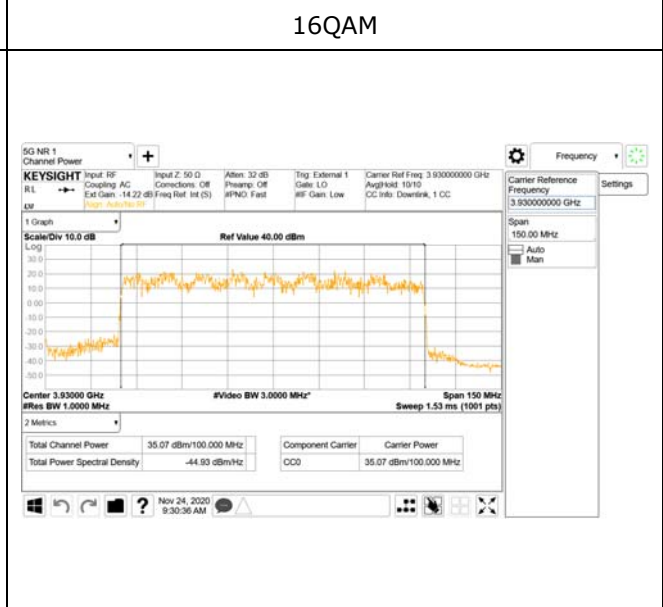 16QAM
5G NR 1
Channel Power
+
Frequency
KEYSIGHT
RL
Input: RF
Coupling: AC
Ext Gain: -14.22 dB
Align: Auto/No RF
Input Z: 50 Ω
Corrections: Off
Freq Ref: Int (S)
Atten: 32 dB
Preamp: Off
#PNO: Fast
Trig: External 1
Gate: LO
#IF Gain: Low
Carrier Ref Freq: 3.930000000 GHz
Avg|Hold: 10/10
CC Info: Downlink, 1 CC
Carrier Reference
Frequency
3.930000000 GHz
Settings
Span
150.00 MHz
Auto
Man
1 Graph
Scale/Div 10.0 dB
Ref Value 40.00 dBm
Log
30.0
20.0
10.0
0.00
-10.0
-20.0
-30.0
-40.0
-50.0
Center 3.93000 GHz
#Video BW 3.0000 MHz*
Span 150 MHz
#Res BW 1.0000 MHz
Sweep 1.53 ms (1001 pts)
2 Metrics
Total Channel Power 35.07 dBm/100.000 MHz
Total Power Spectral Density -44.93 dBm/Hz
Component Carrier Carrier Power
CC0 35.07 dBm/100.000 MHz
?
Nov 24, 2020
9:30:36 AM